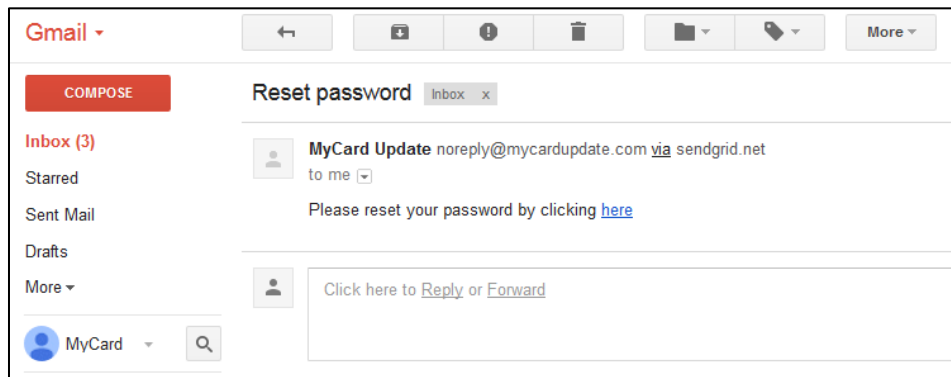 Gmail
More
COMPOSE
Reset password Inbox x
Inbox (3)
MyCard Update noreply@mycardupdate.com via sendgrid.net
to me
Starred
Sent Mail
Please reset your password by clicking here
Drafts
More
Click here to Reply or Forward
MyCard